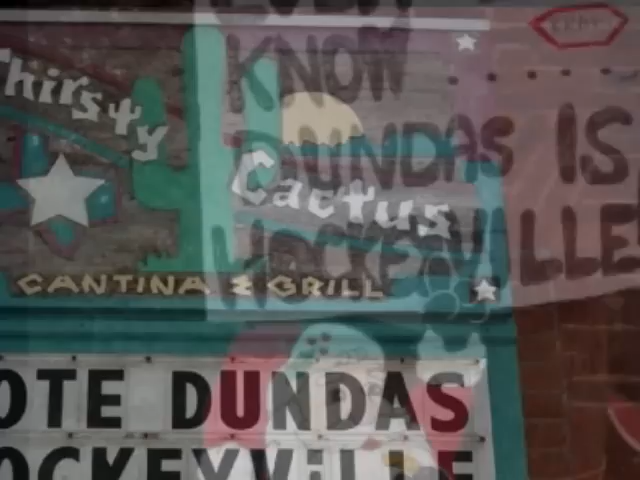 KNOW
DUNDAS IS
HOCKEYVILLE
Thirsty
Cactus
CANTINA & GRILL
OTE DUNDAS
OCKEYVILLE